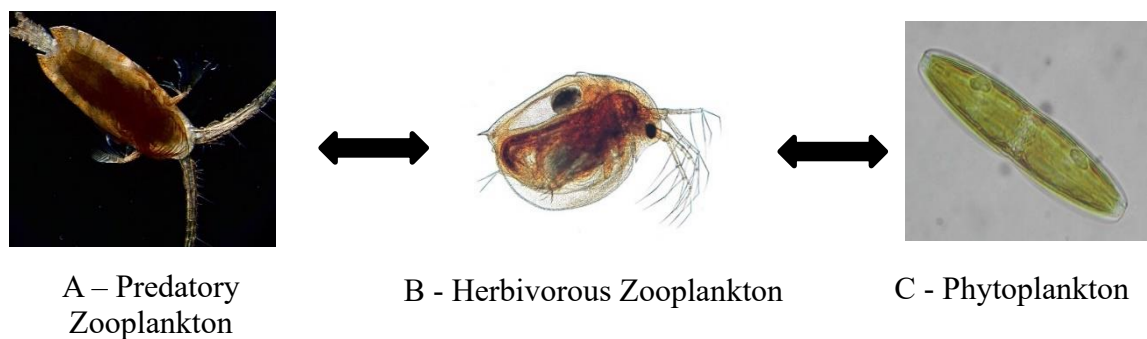 A – Predatory
Zooplankton
B - Herbivorous Zooplankton
C - Phytoplankton